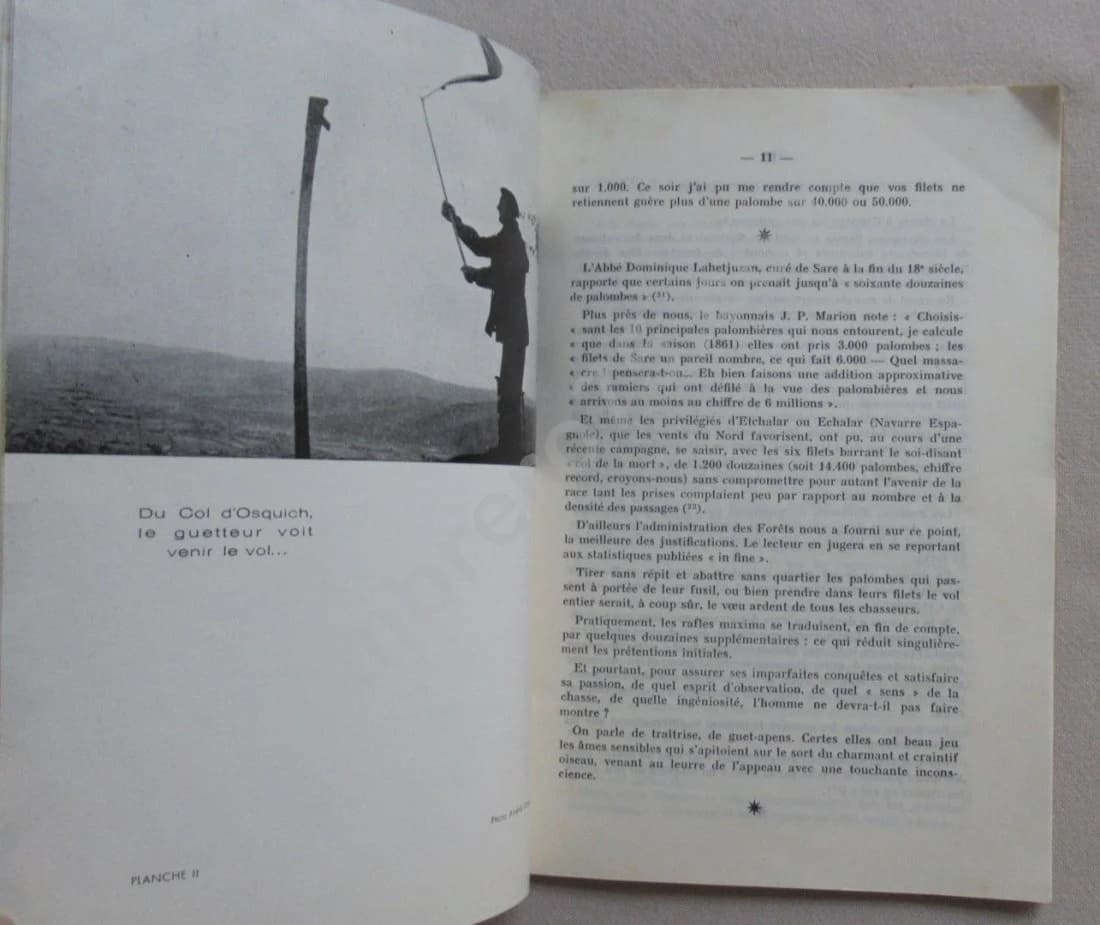 Du Col d'Osquich,
le guetteur voit
venir le vol...
PLANCHE II
— 11 —
sur 1.000. Ce soir j'ai pu me rendre compte que vos filets ne
retiennent guère plus d'une palombe sur 40.000 ou 50.000.
L'Abbé Dominique Lahetjuzan, curé de Sare à la fin du 18e siècle,
rapporte que certains jours on prenait jusqu'à « soixante douzaines
de palombes » (21).
Plus près de nous, le bayonnais J. P. Marion note : « Choisis-
« sant les 10 principales palombières qui nous entourent, je calcule
« que dans la saison (1861) elles ont pris 3.000 palombes ; les
« filets de Sare un pareil nombre, ce qui fait 6.000 — Quel massa-
« cre ! pensera-t-on... Eh bien faisons une addition approximative
« des ramiers qui ont défilé à la vue des palombières et nous
« arrivons au moins au chiffre de 6 millions ».
Et même les privilégiés d'Etchalar ou Echalar (Navarre Espa-
gnole), que les vents du Nord favorisent, ont pu, au cours d'une
récente campagne, se saisir, avec les six filets barrant le soi-disant
« col de la mort », de 1.200 douzaines (soit 14.400 palombes, chiffre
record, croyons-nous) sans compromettre pour autant l'avenir de la
race tant les prises comptaient peu par rapport au nombre et à la
densité des passages (22).
D'ailleurs l'administration des Forêts nous a fourni sur ce point,
la meilleure des justifications. Le lecteur en jugera en se reportant
aux statistiques publiées « in fine ».
Tirer sans répit et abattre sans quartier les palombes qui pas-
sent à portée de leur fusil, ou bien prendre dans leurs filets le vol
entier serait, à coup sûr, le vœu ardent de tous les chasseurs.
Pratiquement, les rafles maxima se traduisent, en fin de compte,
par quelques douzaines supplémentaires : ce qui réduit singulière-
ment les prétentions initiales.
Et pourtant, pour assurer ses imparfaites conquêtes et satisfaire
sa passion, de quel esprit d'observation, de quel « sens » de la
chasse, de quelle ingéniosité, l'homme ne devra-t-il pas faire
montre ?
On parle de traîtrise, de guet-apens. Certes elles ont beau jeu
les âmes sensibles qui s'apitoient sur le sort du charmant et craintif
oiseau, venant au leurre de l'appeau avec une touchante incons-
cience.